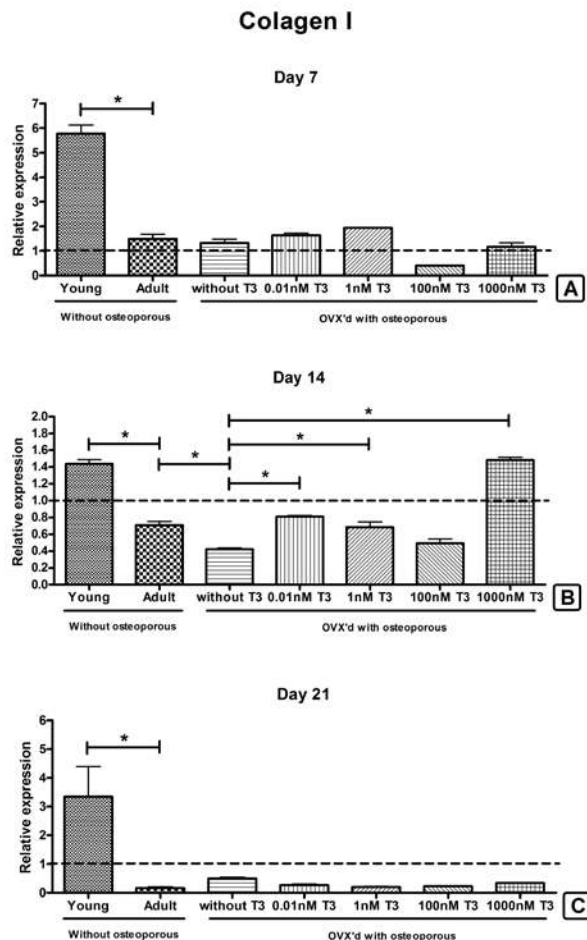 Colagen I
Day 7
Relative expression
7
6
5
4
3
2
1
0
*
Young Adult without T3 0.01nM T3 1nM T3 100nM T3 1000nM T3
Without osteoporous OVX'd with osteoporous
A
Day 14
Relative expression
2.0
1.8
1.6
1.4
1.2
1.0
0.8
0.6
0.4
0.2
0.0
*
*
*
*
*
Young Adult without T3 0.01nM T3 1nM T3 100nM T3 1000nM T3
Without osteoporous OVX'd with osteoporous
B
Day 21
Relative expression
6
5
4
3
2
1
0
*
Young Adult without T3 0.01nM T3 1nM T3 100nM T3 1000nM T3
Without osteoporous OVX'd with osteoporous
C